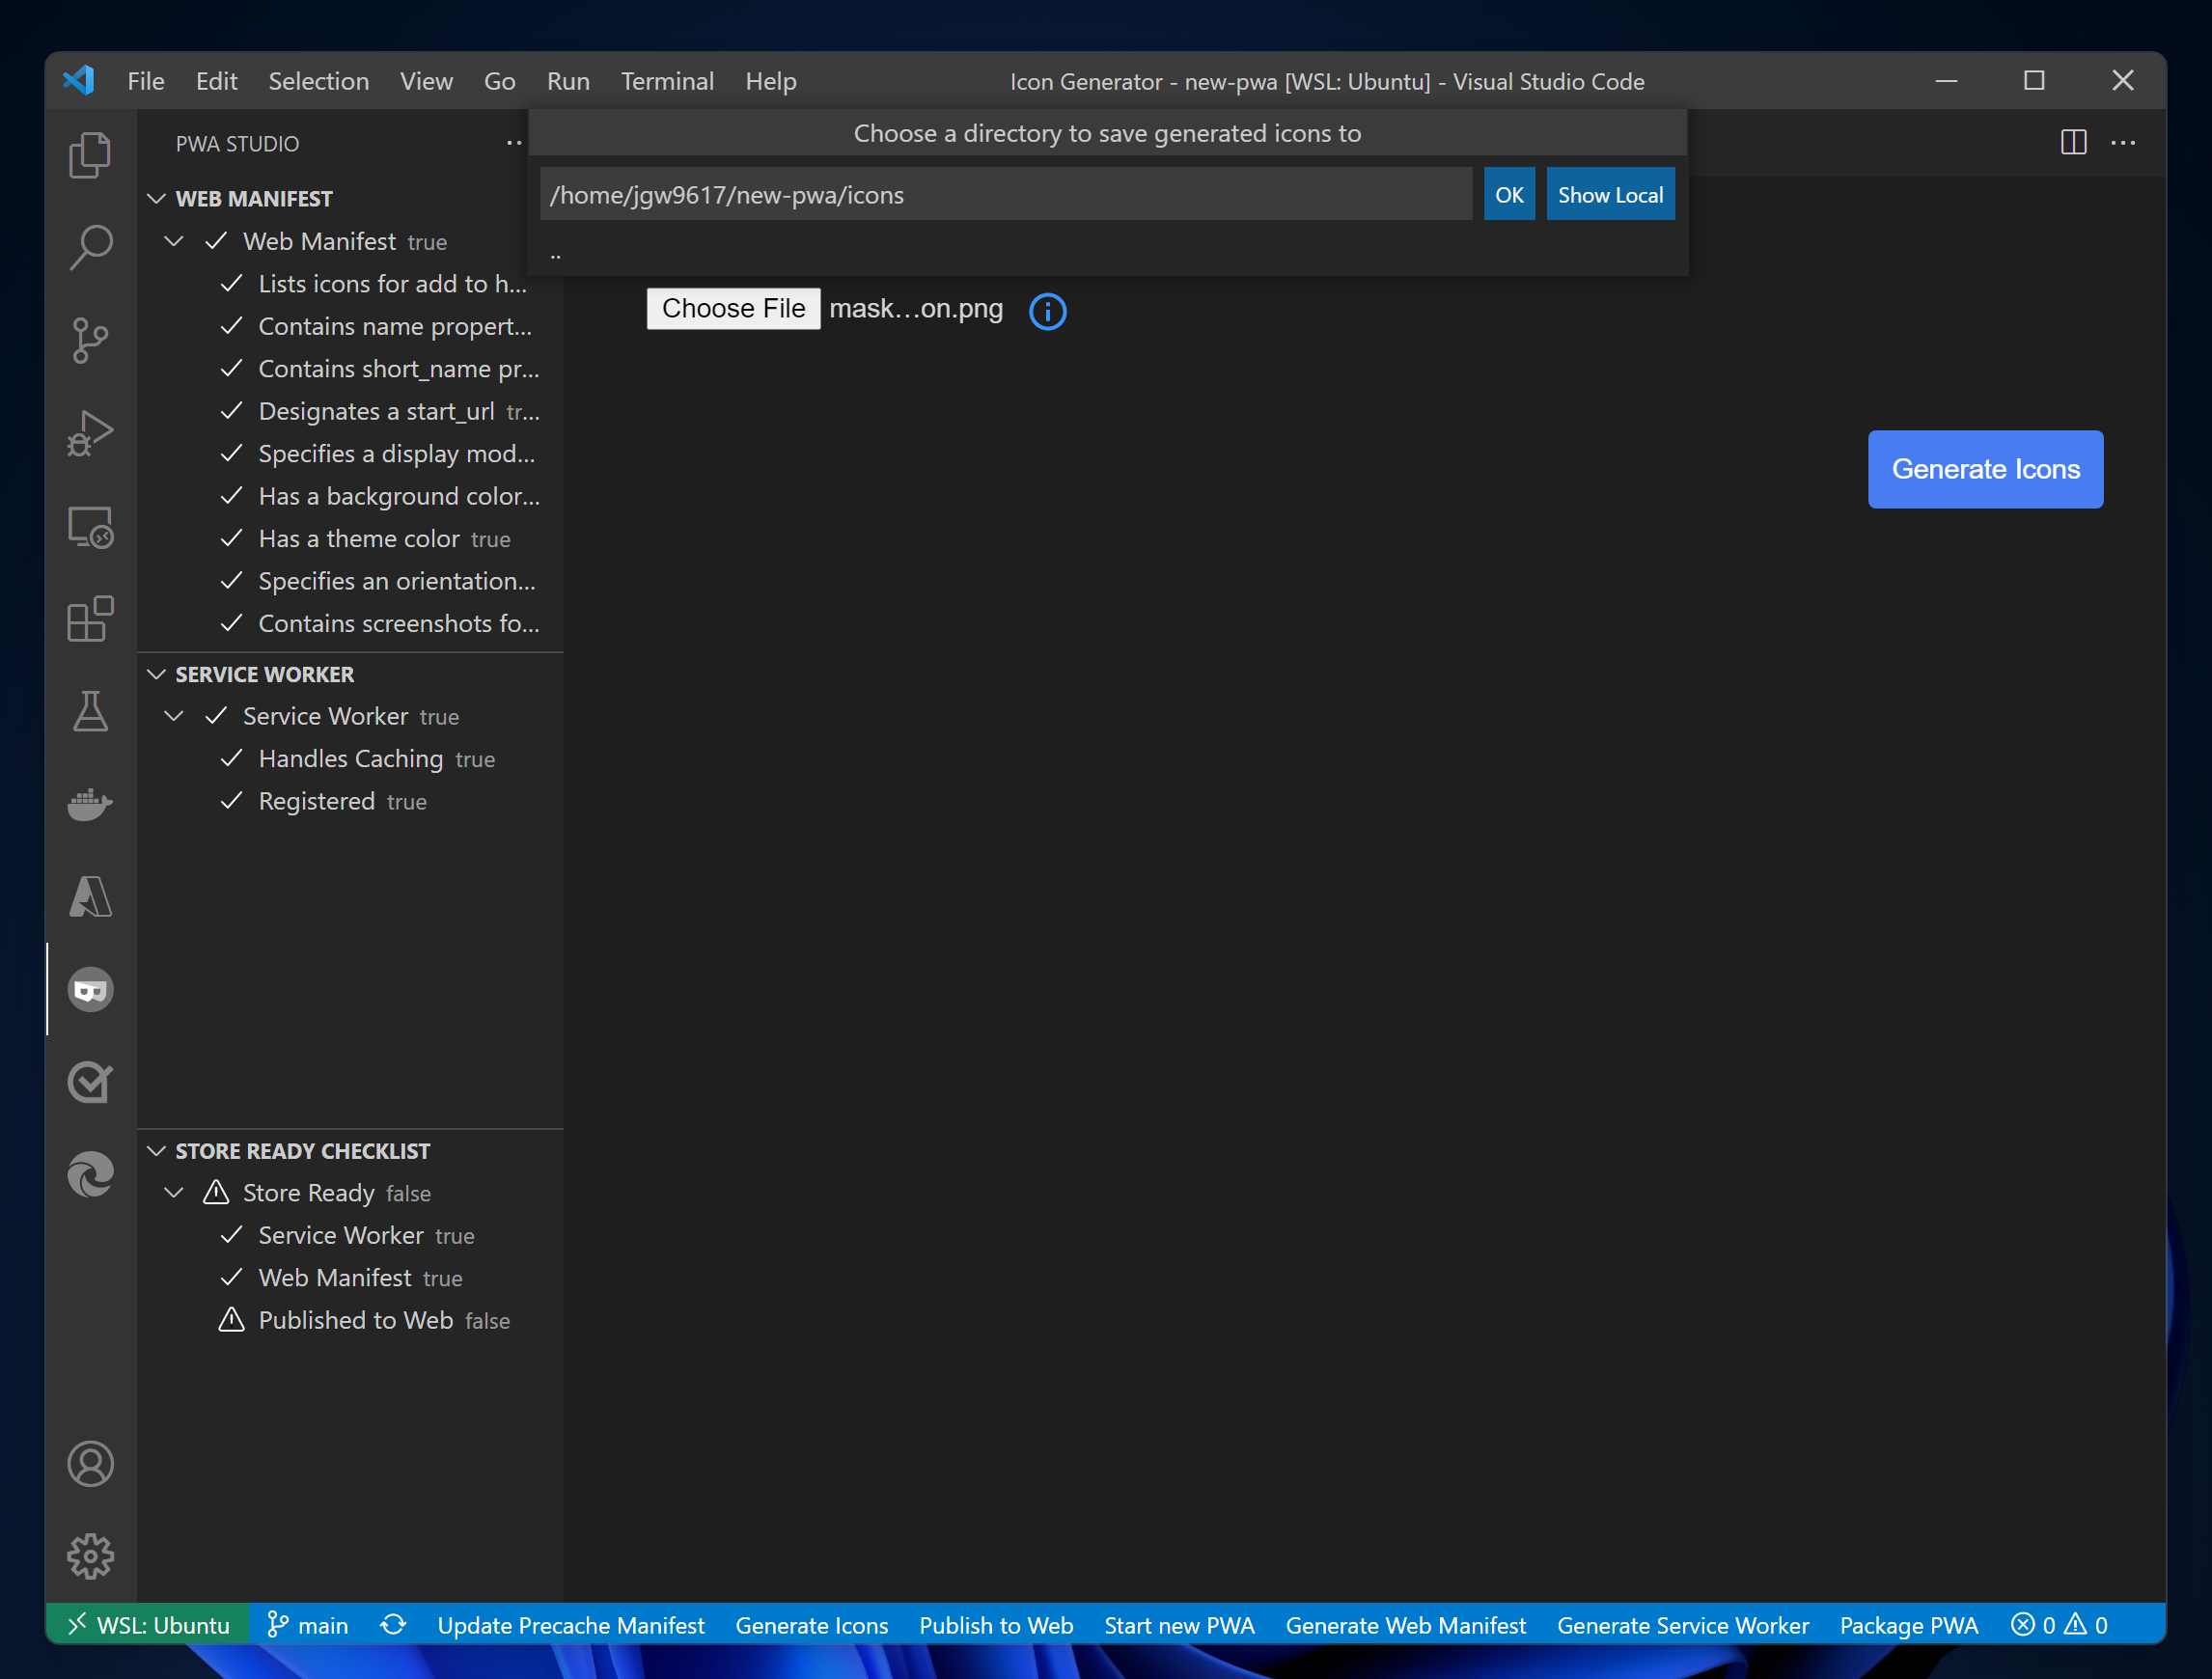 File Edit Selection View Go Run Terminal Help
Icon Generator - new-pwa [WSL: Ubuntu] - Visual Studio Code
PWA STUDIO
Choose a directory to save generated icons to
/home/jgw9617/new-pwa/icons
OK
Show Local
..
Choose File mask...on.png
Generate Icons
WEB MANIFEST
Web Manifest true
Lists icons for add to h...
Contains name propert...
Contains short_name pr...
Designates a start_url tr...
Specifies a display mod...
Has a background color...
Has a theme color true
Specifies an orientation...
Contains screenshots fo...
SERVICE WORKER
Service Worker true
Handles Caching true
Registered true
STORE READY CHECKLIST
Store Ready false
Service Worker true
Web Manifest true
Published to Web false
WSL: Ubuntu main Update Precache Manifest Generate Icons Publish to Web Start new PWA Generate Web Manifest Generate Service Worker Package PWA 0 0